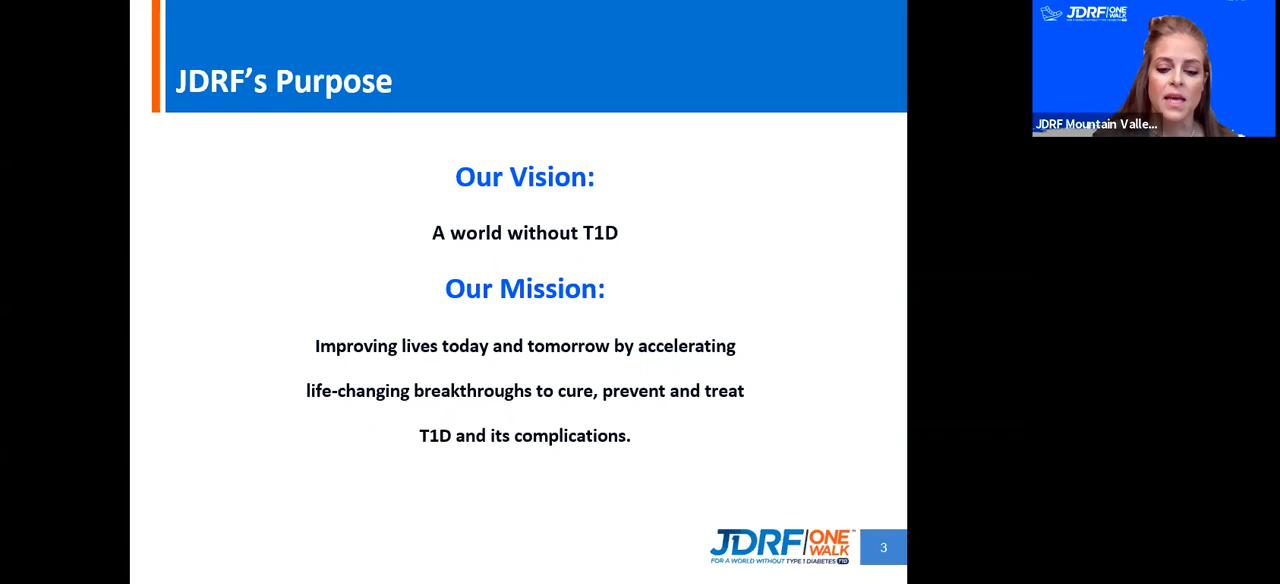 JDRF's Purpose
Our Vision:
A world without T1D
Our Mission:
Improving lives today and tomorrow by accelerating
life-changing breakthroughs to cure, prevent and treat
T1D and its complications.
JDRF ONE WALK
FOR A WORLD WITHOUT TYPE 1 DIABETES T1D
3
JDRF ONE WALK
JDRF Mountain Valle...